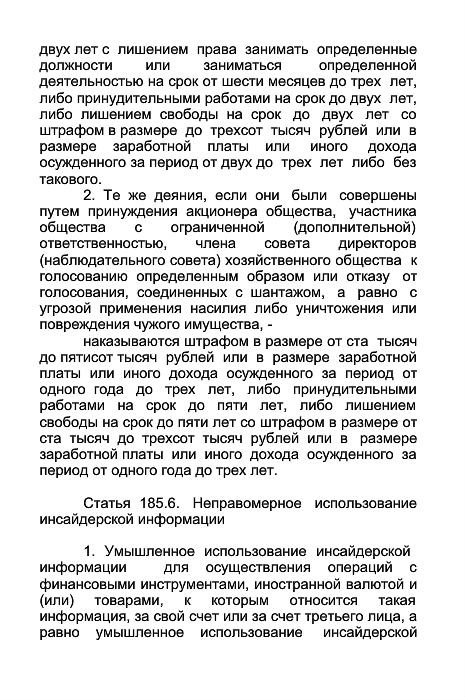 двух лет с лишением права занимать определенные
должности или заниматься определенной
деятельностью на срок от шести месяцев до трех лет,
либо принудительными работами на срок до двух лет,
либо лишением свободы на срок до двух лет со
штрафом в размере до трехсот тысяч рублей или в
размере заработной платы или иного дохода
осужденного за период от двух до трех лет либо без
такового.
2. Те же деяния, если они были совершены
путем принуждения акционера общества, участника
общества с ограниченной (дополнительной)
ответственностью, члена совета директоров
(наблюдательного совета) хозяйственного общества к
голосованию определенным образом или отказу от
голосования, соединенных с шантажом, а равно с
угрозой применения насилия либо уничтожения или
повреждения чужого имущества, -
наказываются штрафом в размере от ста тысяч
до пятисот тысяч рублей или в размере заработной
платы или иного дохода осужденного за период от
одного года до трех лет, либо принудительными
работами на срок до пяти лет, либо лишением
свободы на срок до пяти лет со штрафом в размере от
ста тысяч до трехсот тысяч рублей или в размере
заработной платы или иного дохода осужденного за
период от одного года до трех лет.
Статья 185.6. Неправомерное использование
инсайдерской информации
1. Умышленное использование инсайдерской
информации для осуществления операций с
финансовыми инструментами, иностранной валютой и
(или) товарами, к которым относится такая
информация, за свой счет или за счет третьего лица, а
равно умышленное использование инсайдерской